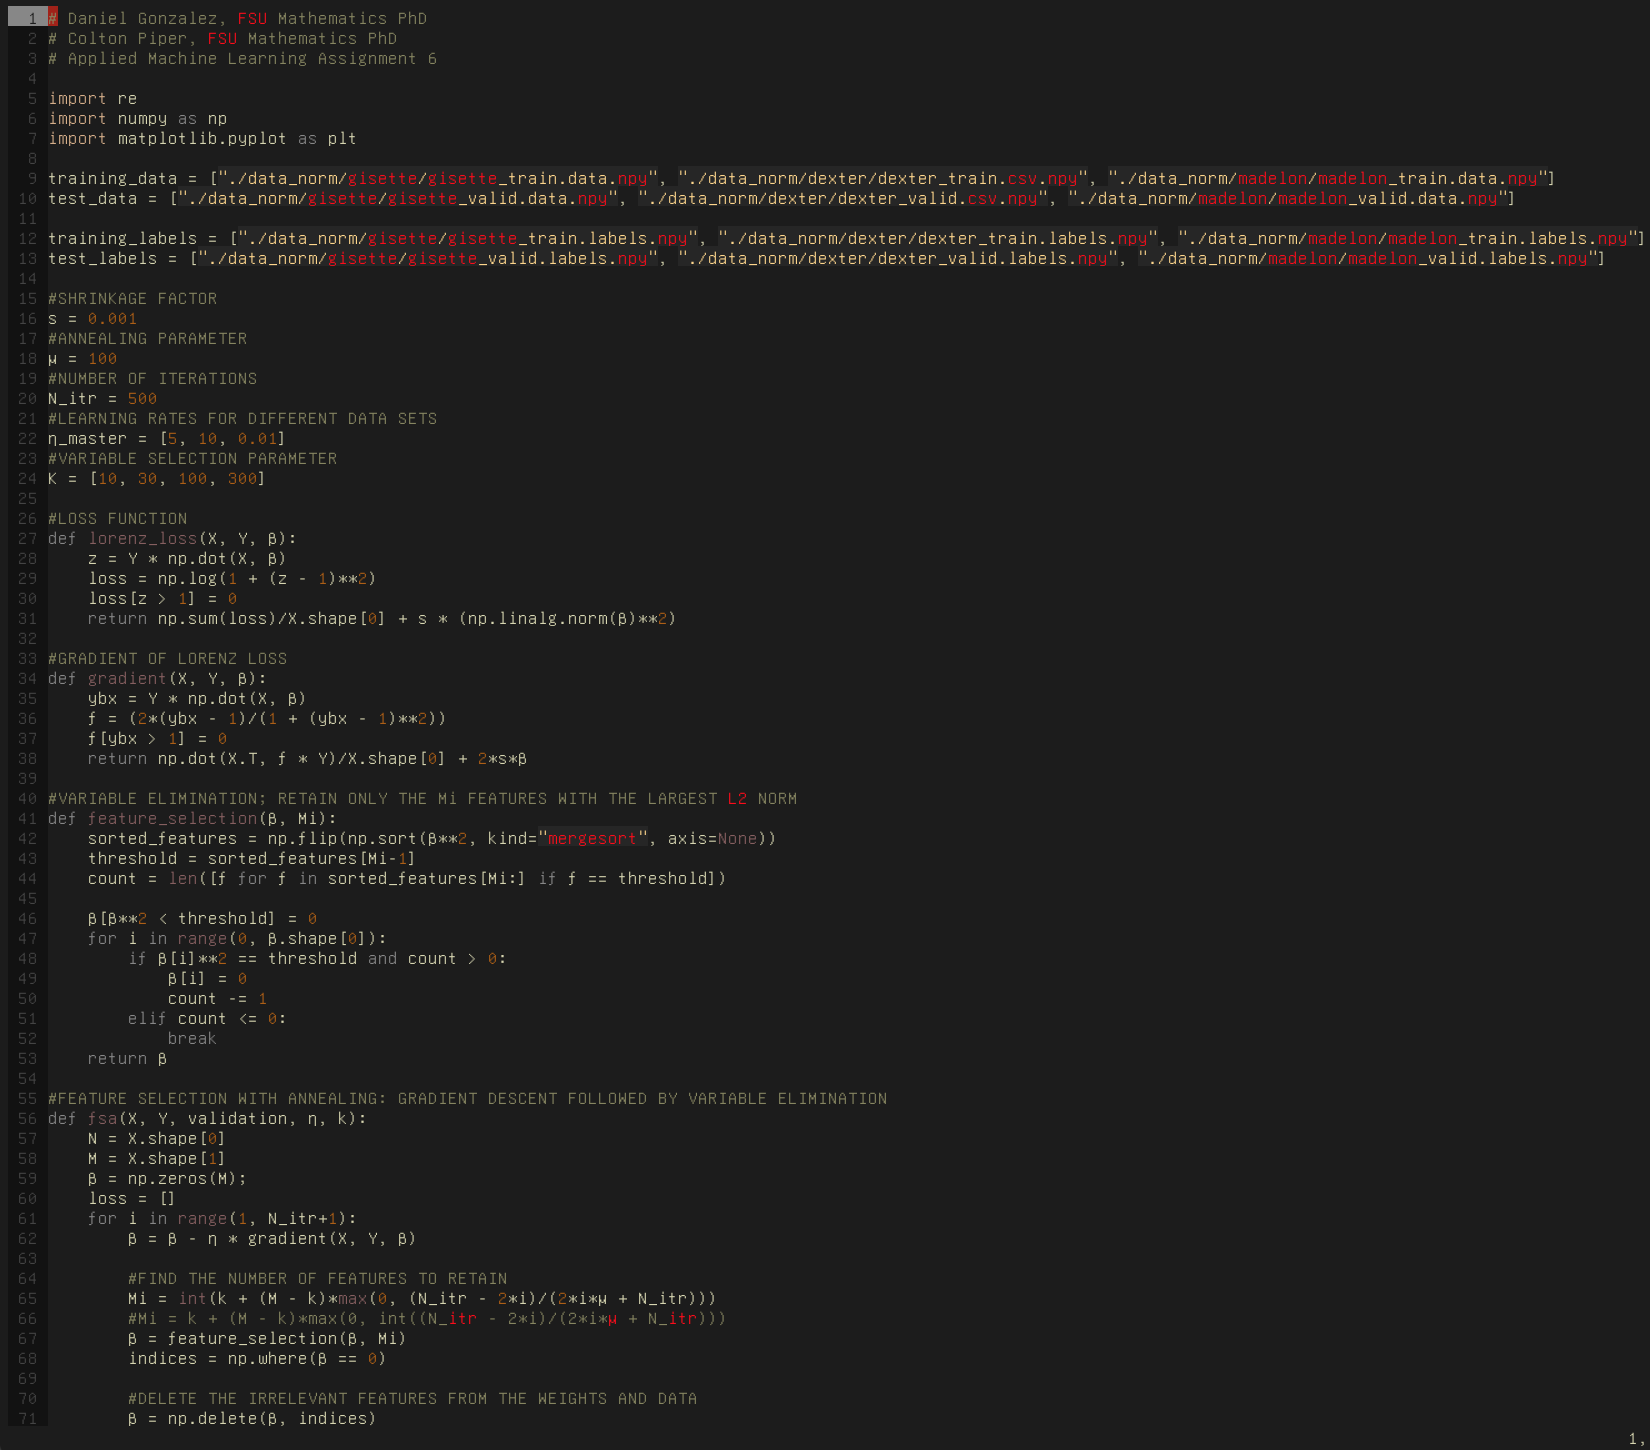 1 # Daniel Gonzalez, FSU Mathematics PhD
2 # Colton Piper, FSU Mathematics PhD
3 # Applied Machine Learning Assignment 6
4
5 import re
6 import numpy as np
7 import matplotlib.pyplot as plt
8
9 training_data = ["./data_norm/gisette/gisette_train.data.npy", "./data_norm/dexter/dexter_train.csv.npy", "./data_norm/madelon/madelon_train.data.npy"]
10 test_data = ["./data_norm/gisette/gisette_valid.data.npy", "./data_norm/dexter/dexter_valid.csv.npy", "./data_norm/madelon/madelon_valid.data.npy"]
11
12 training_labels = ["./data_norm/gisette/gisette_train.labels.npy", "./data_norm/dexter/dexter_train.labels.npy", "./data_norm/madelon/madelon_train.labels.npy"]
13 test_labels = ["./data_norm/gisette/gisette_valid.labels.npy", "./data_norm/dexter/dexter_valid.labels.npy", "./data_norm/madelon/madelon_valid.labels.npy"]
14
15 #SHRINKAGE FACTOR
16 s = 0.001
17 #ANNEALING PARAMETER
18 μ = 100
19 #NUMBER OF ITERATIONS
20 N_itr = 500
21 #LEARNING RATES FOR DIFFERENT DATA SETS
22 η_master = [5, 10, 0.01]
23 #VARIABLE SELECTION PARAMETER
24 K = [10, 30, 100, 300]
25
26 #LOSS FUNCTION
27 def lorenz_loss(X, Y, β):
28     z = Y * np.dot(X, β)
29     loss = np.log(1 + (z - 1)**2)
30     loss[z > 1] = 0
31     return np.sum(loss)/X.shape[0] + s * (np.linalg.norm(β)**2)
32
33 #GRADIENT OF LORENZ LOSS
34 def gradient(X, Y, β):
35     ybx = Y * np.dot(X, β)
36     f = (2*(ybx - 1)/(1 + (ybx - 1)**2))
37     f[ybx > 1] = 0
38     return np.dot(X.T, f * Y)/X.shape[0] + 2*s*β
39
40 #VARIABLE ELIMINATION; RETAIN ONLY THE Mi FEATURES WITH THE LARGEST L2 NORM
41 def feature_selection(β, Mi):
42     sorted_features = np.flip(np.sort(β**2, kind="mergesort", axis=None))
43     threshold = sorted_features[Mi-1]
44     count = len([f for f in sorted_features[Mi:] if f == threshold])
45
46     β[β**2 < threshold] = 0
47     for i in range(0, β.shape[0]):
48         if β[i]**2 == threshold and count > 0:
49             β[i] = 0
50             count -= 1
51         elif count <= 0:
52             break
53     return β
54
55 #FEATURE SELECTION WITH ANNEALING: GRADIENT DESCENT FOLLOWED BY VARIABLE ELIMINATION
56 def fsa(X, Y, validation, η, k):
57     N = X.shape[0]
58     M = X.shape[1]
59     β = np.zeros(M);
60     loss = []
61     for i in range(1, N_itr+1):
62         β = β - η * gradient(X, Y, β)
63
64         #FIND THE NUMBER OF FEATURES TO RETAIN
65         Mi = int(k + (M - k)*max(0, (N_itr - 2*i)/(2*i*μ + N_itr)))
66         #Mi = k + (M - k)*max(0, int((N_itr - 2*i)/(2*i*μ + N_itr)))
67         β = feature_selection(β, Mi)
68         indices = np.where(β == 0)
69
70         #DELETE THE IRRELEVANT FEATURES FROM THE WEIGHTS AND DATA
71         β = np.delete(β, indices)
1,